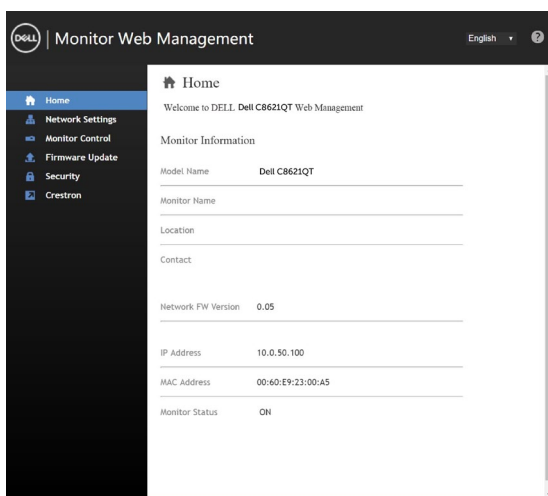 DELL | Monitor Web Management
English
?
Home
Network Settings
Monitor Control
Firmware Update
Security
Crestron
Home
Welcome to DELL Dell C8621QT Web Management
Monitor Information
Model Name Dell C8621QT
Monitor Name
Location
Contact
Network FW Version 0.05
IP Address 10.0.50.100
MAC Address 00:60:E9:23:00:A5
Monitor Status ON